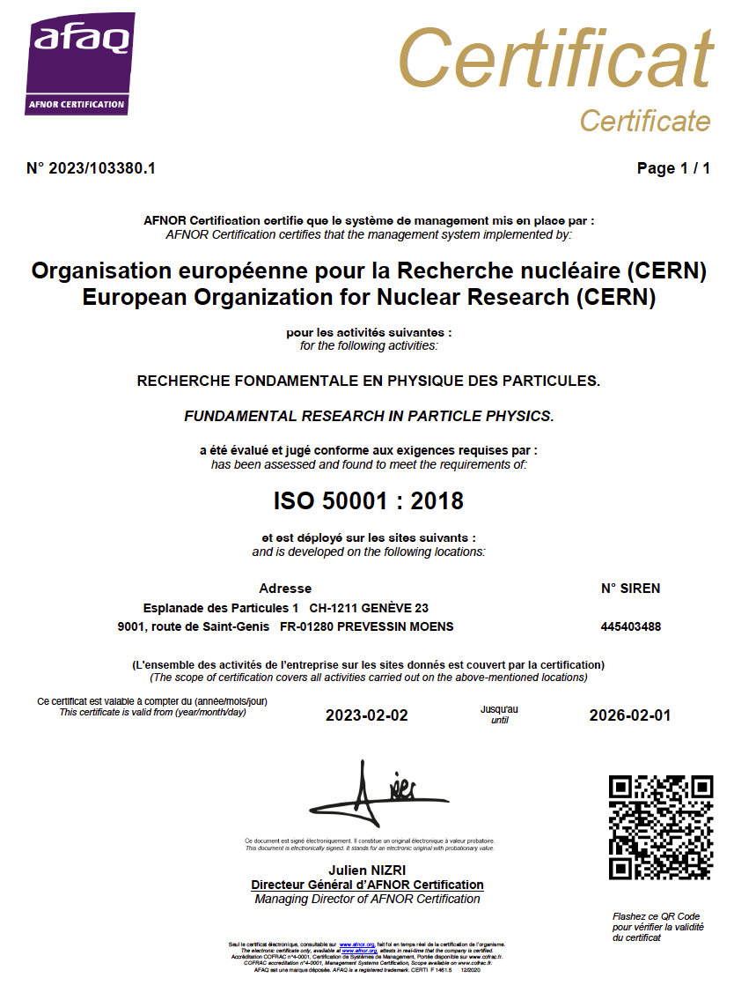 afaq
AFNOR CERTIFICATION
Certificat
Certificate
N° 2023/103380.1
Page 1 / 1
AFNOR Certification certifie que le système de management mis en place par :
AFNOR Certification certifies that the management system implemented by:
Organisation européenne pour la Recherche nucléaire (CERN)
European Organization for Nuclear Research (CERN)
pour les activités suivantes :
for the following activities:
RECHERCHE FONDAMENTALE EN PHYSIQUE DES PARTICULES.
FUNDAMENTAL RESEARCH IN PARTICLE PHYSICS.
a été évalué et jugé conforme aux exigences requises par :
has been assessed and found to meet the requirements of:
ISO 50001 : 2018
et est déployé sur les sites suivants :
and is developed on the following locations:
Adresse N° SIREN
Esplanade des Particules 1 CH-1211 GENÈVE 23
9001, route de Saint-Genis FR-01280 PREVESSIN MOENS 445403488
(L'ensemble des activités de l'entreprise sur les sites donnés est couvert par la certification)
(The scope of certification covers all activities carried out on the above-mentioned locations)
Ce certificat est valable à compter du (année/mois/jour)
This certificate is valid from (year/month/day)
2023-02-02
Jusqu'au
until
2026-02-01
Ce document est signé électroniquement. Il constitue un original électronique à valeur probatoire.
This document is electronically signed. It stands for an electronic original with probationary value.
Julien NIZRI
Directeur Général d'AFNOR Certification
Managing Director of AFNOR Certification
Flashez ce QR Code
pour vérifier la validité
du certificat
Seul le certificat électronique, consultable sur www.afnor.org, fait foi en temps réel de la certification de l'organisme.
The electronic certificate only, available at www.afnor.org, attests in real-time that the company is certified.
Accréditation COFRAC n°4-0001, Certification de Systèmes de Management, Portée disponible sur www.cofrac.fr.
COFRAC accreditation n°4-0001, Management Systems Certification, Scope available on www.cofrac.fr.
AFAQ est une marque déposée. AFAQ is a registered trademark. CERTI F 1461.5 12/2020